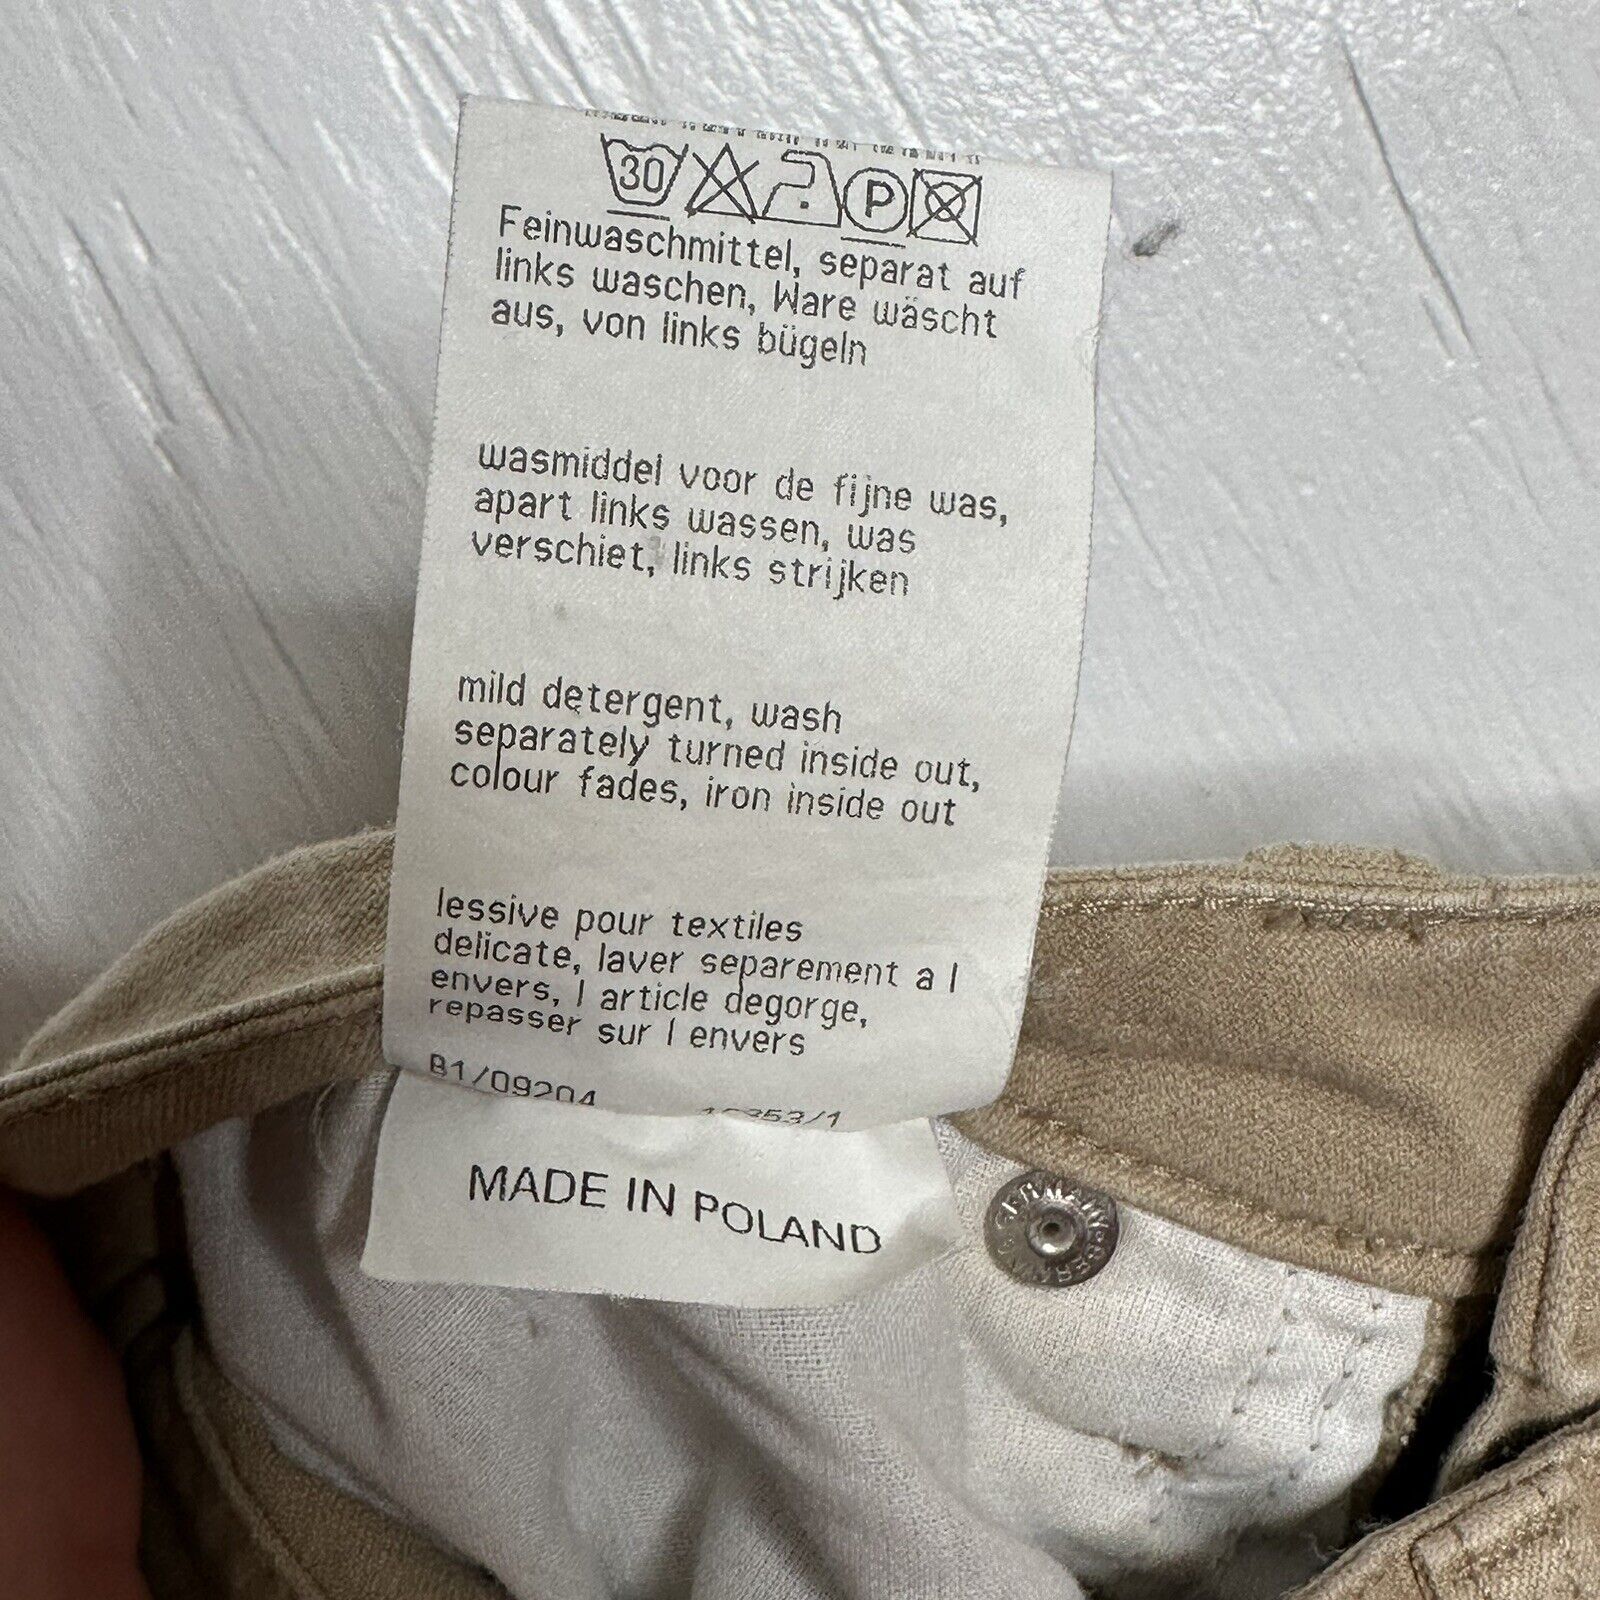 30 P
Feinwaschmittel, separat auf
links waschen, Ware wäscht
aus, von links bügeln
wasmiddel voor de fijne was,
apart links wassen, was
verschiet, links strijken
mild detergent, wash
separately turned inside out,
colour fades, iron inside out
lessive pour textiles
delicate, laver separement a l
envers, l article degorge,
repasser sur l envers
B1/09204
MADE IN POLAND
GERMANY